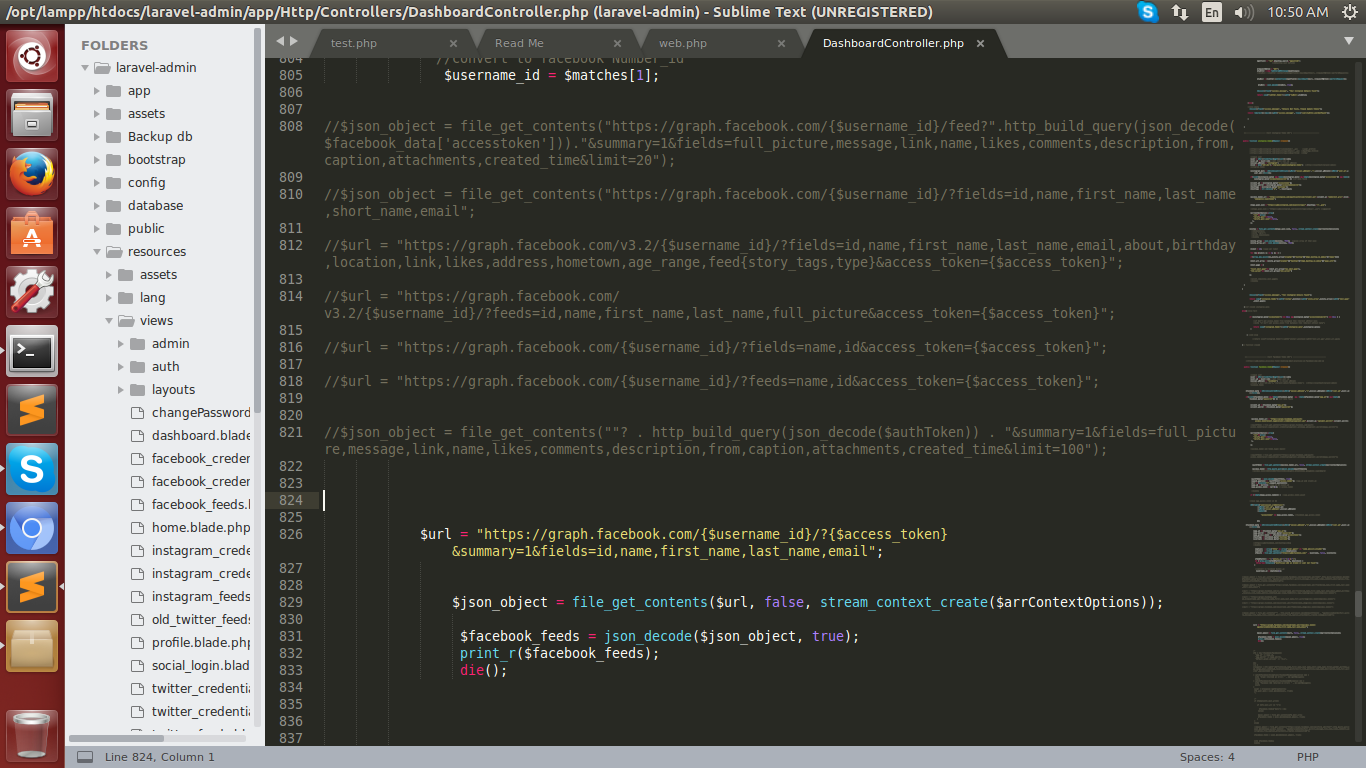 /opt/lampp/htdocs/laravel-admin/app/Http/Controllers/DashboardController.php (laravel-admin) - Sublime Text (UNREGISTERED)
En
10:50 AM
FOLDERS
laravel-admin
app
assets
Backup db
bootstrap
config
database
public
resources
assets
lang
views
admin
auth
layouts
changePassword
dashboard.blade
facebook_creder
facebook_creder
facebook_feeds.l
home.blade.php
instagram_crede
instagram_crede
instagram_feeds
old_twitter_feeds
profile.blade.php
social_login.blad
twitter_credentia
twitter_credentia
test.php
Read Me
web.php
DashboardController.php
804 //Convert to facebook Number_id
805 $username_id = $matches[1];
806
807
808 //$json_object = file_get_contents("https://graph.facebook.com/{$username_id}/feed?".http_build_query(json_decode(
$facebook_data['accesstoken']))."&summary=1&fields=full_picture,message,link,name,likes,comments,description,from,
caption,attachments,created_time&limit=20");
809
810 //$json_object = file_get_contents("https://graph.facebook.com/{$username_id}/?fields=id,name,first_name,last_name
,short_name,email";
811
812 //$url = "https://graph.facebook.com/v3.2/{$username_id}/?fields=id,name,first_name,last_name,email,about,birthday
,location,link,likes,address,hometown,age_range,feed{story_tags,type}&access_token={$access_token}";
813
814 //$url = "https://graph.facebook.com/
v3.2/{$username_id}/?feeds=id,name,first_name,last_name,full_picture&access_token={$access_token}";
815
816 //$url = "https://graph.facebook.com/{$username_id}/?fields=name,id&access_token={$access_token}";
817
818 //$url = "https://graph.facebook.com/{$username_id}/?feeds=name,id&access_token={$access_token}";
819
820
821 //$json_object = file_get_contents(""? . http_build_query(json_decode($authToken)) . "&summary=1&fields=full_pictu
re,message,link,name,likes,comments,description,from,caption,attachments,created_time&limit=100");
822
823
824
825
826 $url = "https://graph.facebook.com/{$username_id}/?{$access_token}
&summary=1&fields=id,name,first_name,last_name,email";
827
828
829 $json_object = file_get_contents($url, false, stream_context_create($arrContextOptions));
830
831 $facebook_feeds = json_decode($json_object, true);
832 print_r($facebook_feeds);
833 die();
834
835
836
837
Line 824, Column 1
Spaces: 4
PHP